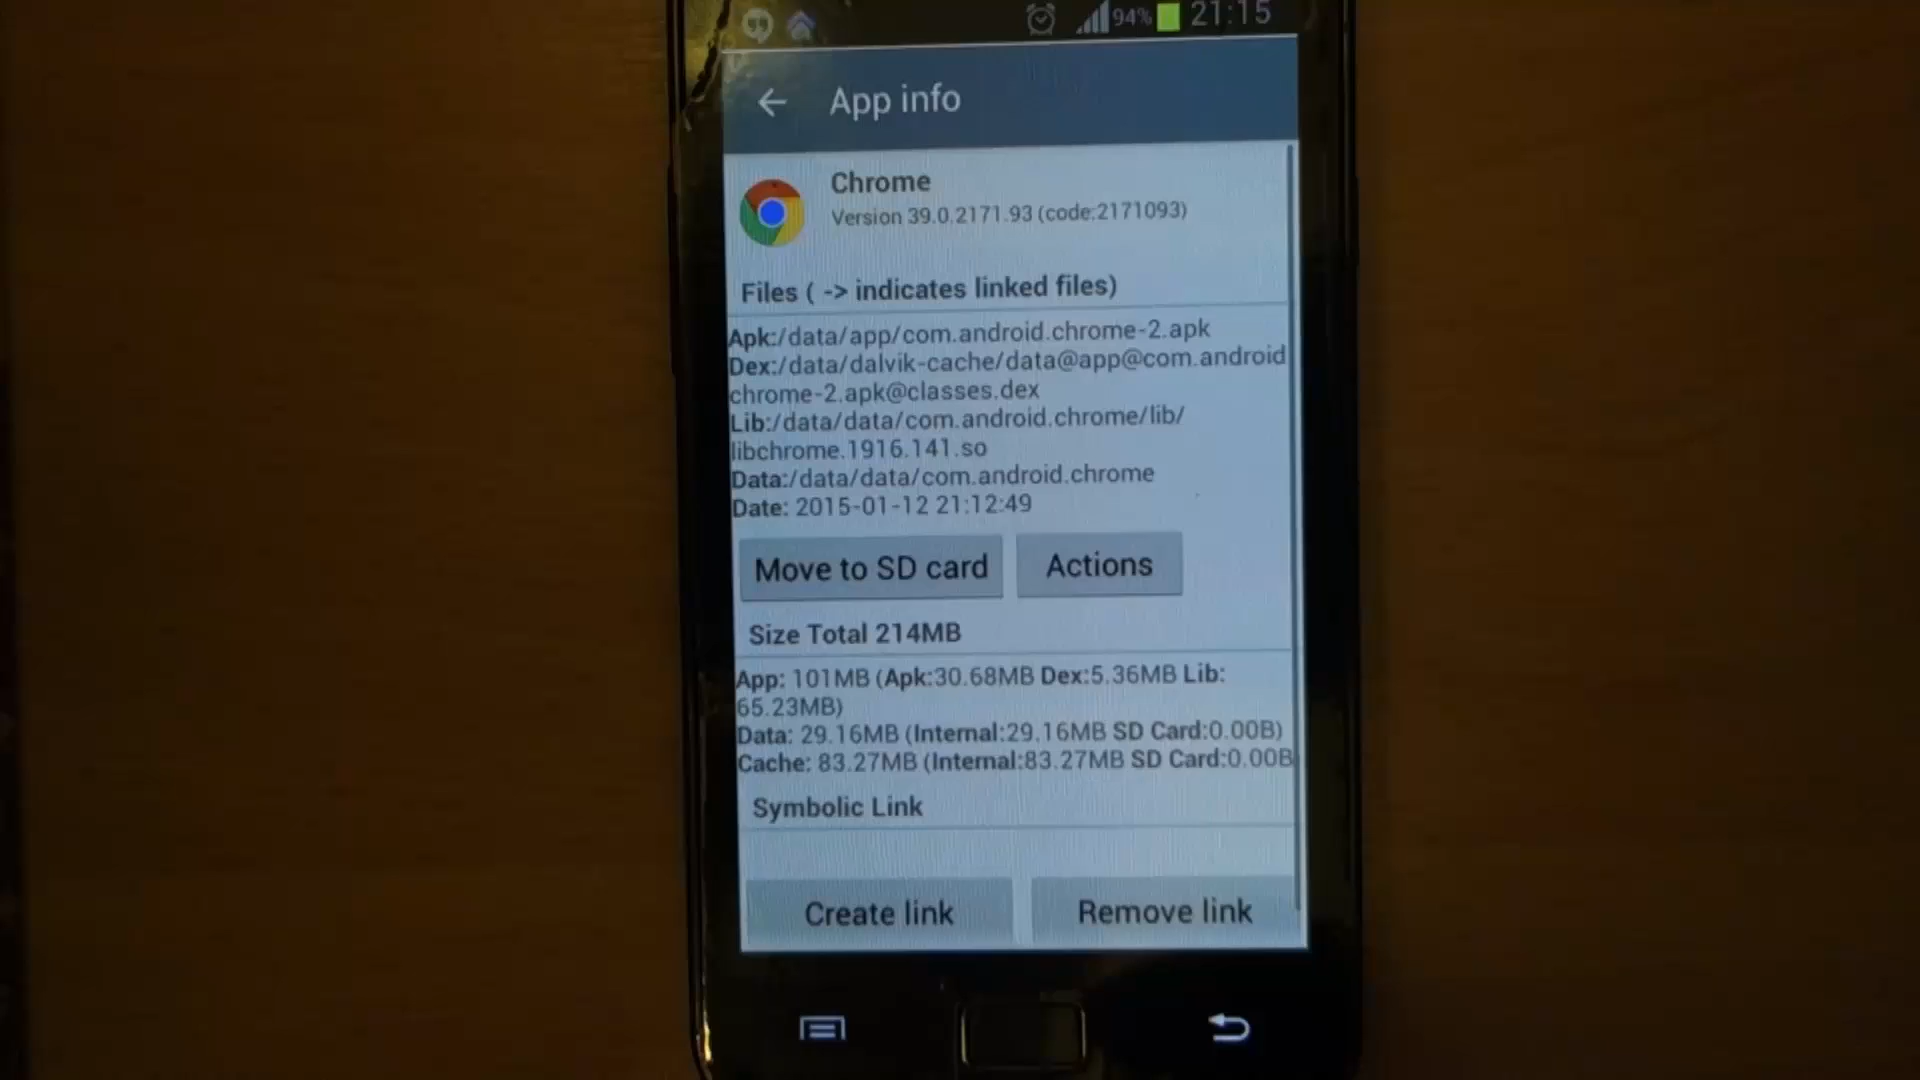 94% 21:15
App info
Chrome
Version 39.0.2171.93 (code:2171093)
Files ( -> indicates linked files)
Apk:/data/app/com.android.chrome-2.apk
Dex:/data/dalvik-cache/data@app@com.android
chrome-2.apk@classes.dex
Lib:/data/data/com.android.chrome/lib/
libchrome.1916.141.so
Data:/data/data/com.android.chrome
Date: 2015-01-12 21:12:49
Move to SD card Actions
Size Total 214MB
App: 101MB (Apk:30.68MB Dex:5.36MB Lib:
65.23MB)
Data: 29.16MB (Internal:29.16MB SD Card:0.00B)
Cache: 83.27MB (Internal:83.27MB SD Card:0.00B
Symbolic Link
Create link Remove link